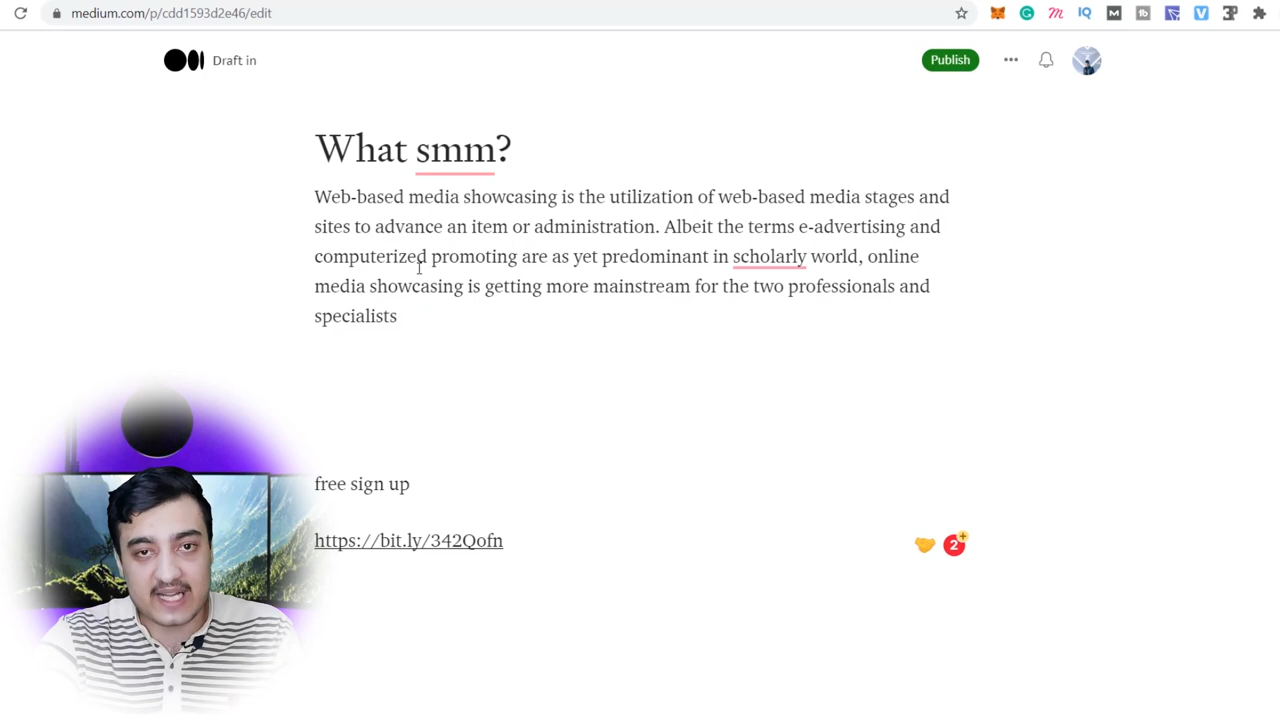 medium.com/p/cdd1593d2e46/edit
Draft in
Publish
What smm?
Web-based media showcasing is the utilization of web-based media stages and
sites to advance an item or administration. Albeit the terms e-advertising and
computerized promoting are as yet predominant in scholarly world, online
media showcasing is getting more mainstream for the two professionals and
specialists
free sign up
https://bit.ly/342Qofn
2